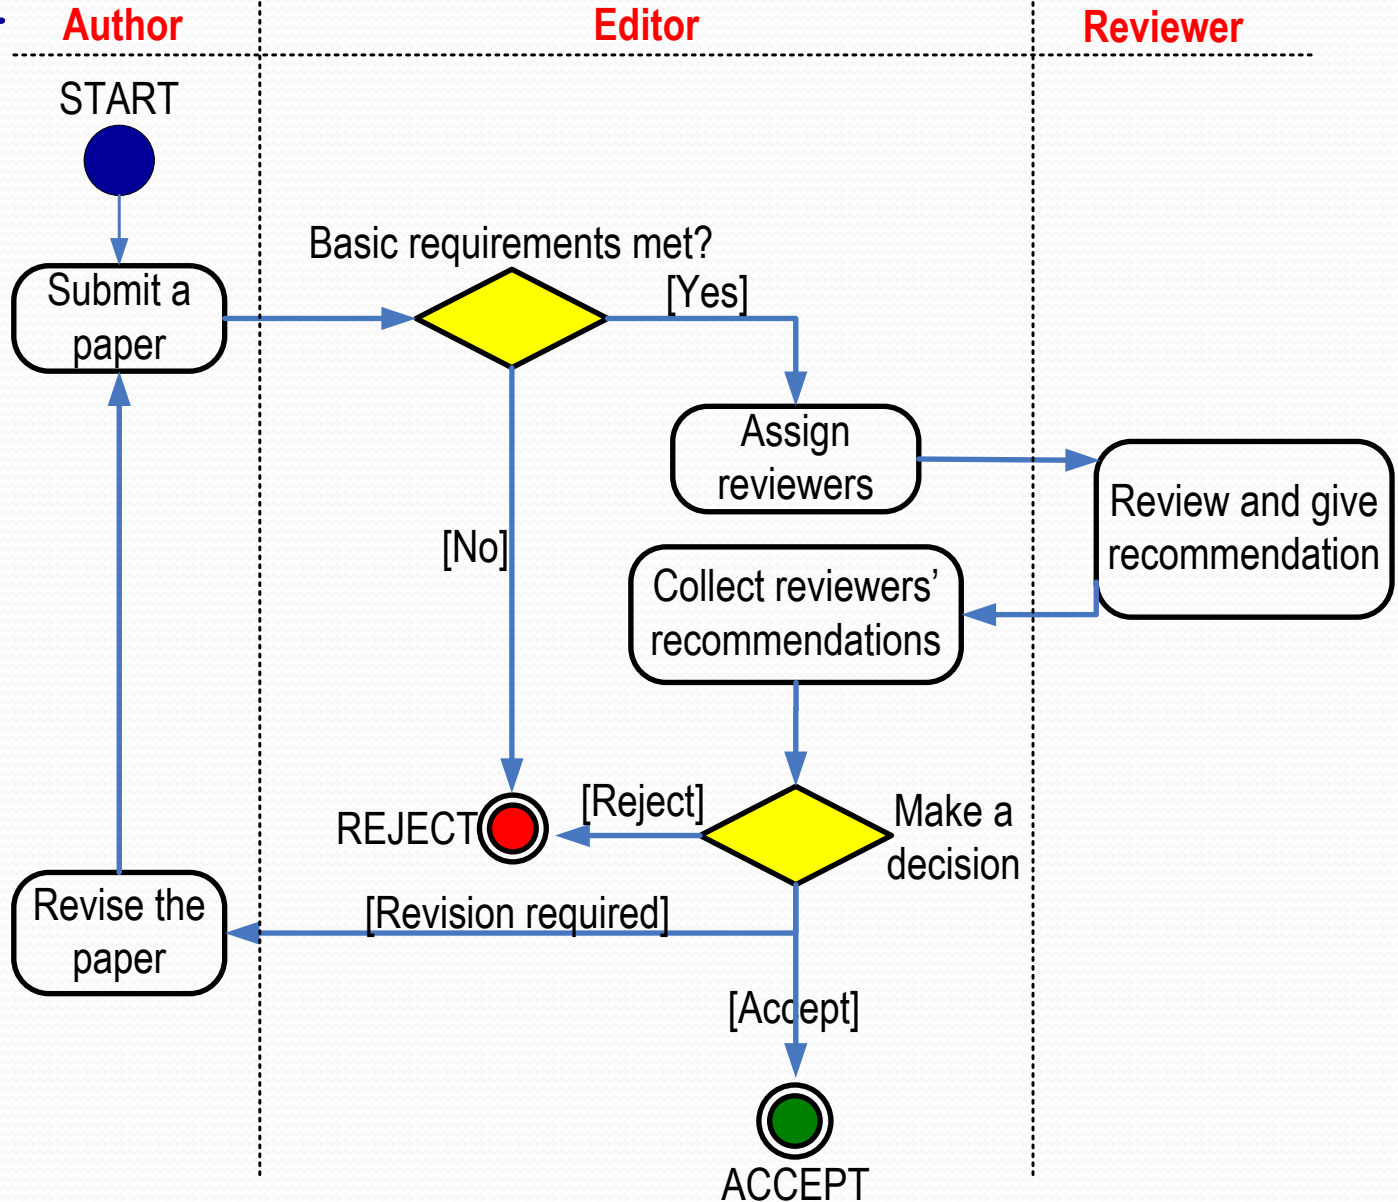 Author
Editor
Reviewer
START
Basic requirements met?
[Yes]
Submit a
paper
Assign
reviewers
Review and give
recommendation
[No]
Collect reviewers’
recommendations
[Reject]
Make a
decision
REJECT
Revise the
paper
[Revision required]
[Accept]
ACCEPT